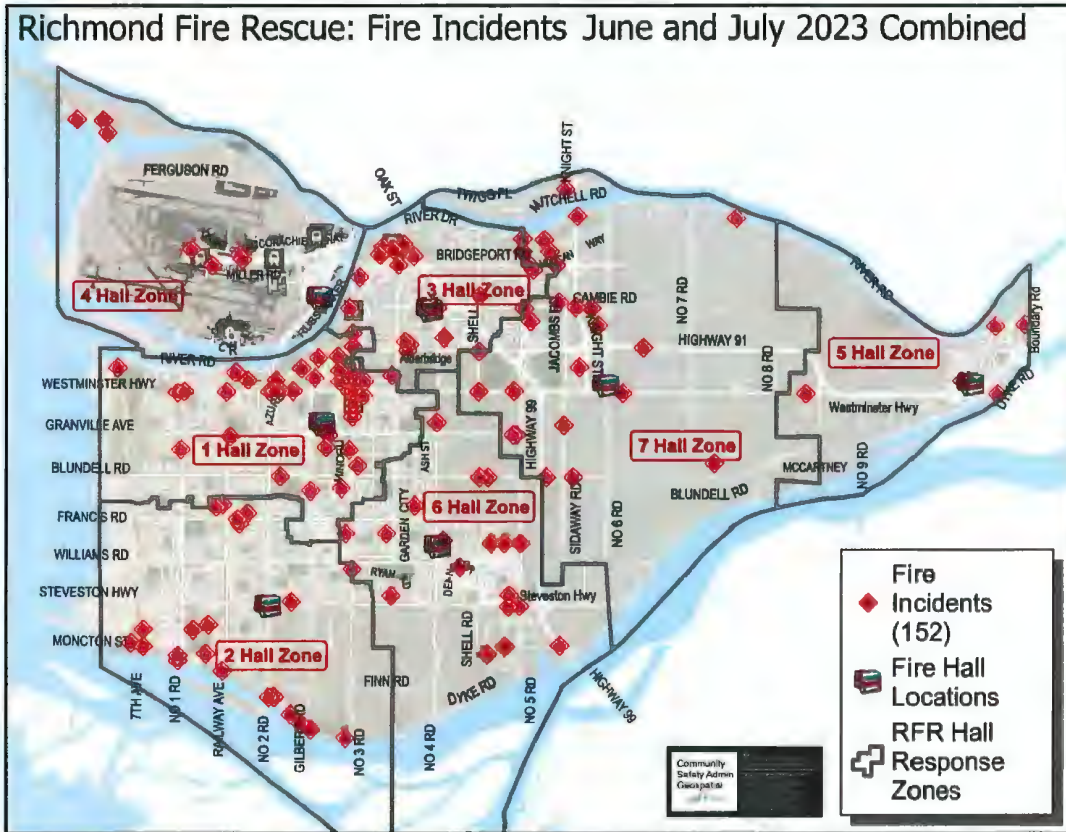 Richmond Fire Rescue: Fire Incidents June and July 2023 Combined
KNIGHT ST
OAK ST
TWIGG PL
MITCHELL RD
FERGUSON RD
RIVER DR
WAY
BRIDGEPORT
MILLER RD
4 Hall Zone
3 Hall Zone
CAMBIE RD
NO 7 RD
RIVER RD
Boundary Rd
SHELL
JACOMBS
HIGHWAY 91
5 Hall Zone
RIVER RD
Alderbridge
NO 8 RD
DYKE RD
WESTMINSTER HWY
Westminster Hwy
GRANVILLE AVE
ASH ST
HIGHWAY 99
1 Hall Zone
7 Hall Zone
BLUNDELL RD
MINORU
MCCARTNEY
NO 9 RD
BLUNDELL RD
FRANCIS RD
GARDEN CITY
6 Hall Zone
SIDAWAY RD
NO 6 RD
WILLIAMS RD
RYAN
STEVESTON HWY
Steveston Hwy
MONCTON ST
2 Hall Zone
SHELL RD
FINN RD
DYKE RD
HIGHWAY 99
7TH AVE
NO 1 RD
RAILWAY AVE
NO 2 RD
GILBERT RD
NO 3 RD
NO 4 RD
NO 5 RD
Fire
Incidents
(152)
Fire Hall
Locations
RFR Hall
Response
Zones
Community
Safety Admin
Geospatial